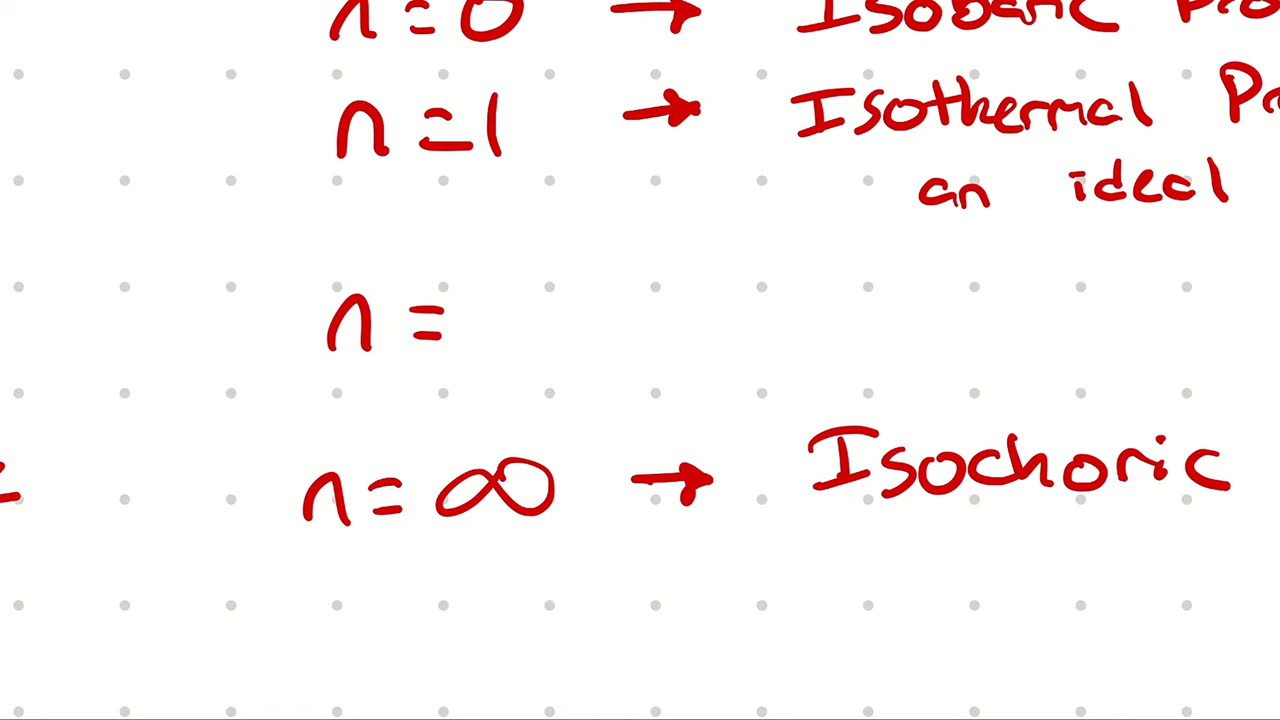 n = 0 → Isobaric
n = 1 → Isothermal
an ideal
n =
n = ∞ → Isochoric